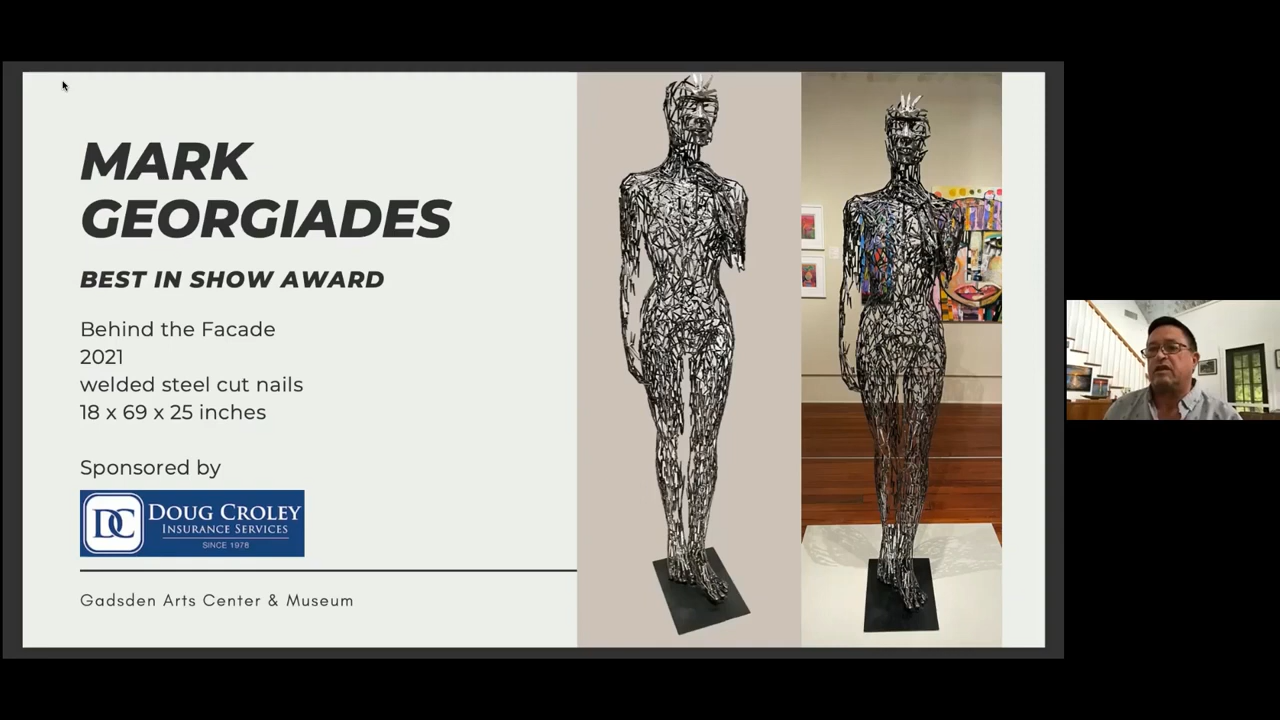 MARK
GEORGIADES
BEST IN SHOW AWARD
Behind the Facade
2021
welded steel cut nails
18 x 69 x 25 inches
Sponsored by
DC
DOUG CROLEY
INSURANCE SERVICES
SINCE 1978
Gadsden Arts Center & Museum